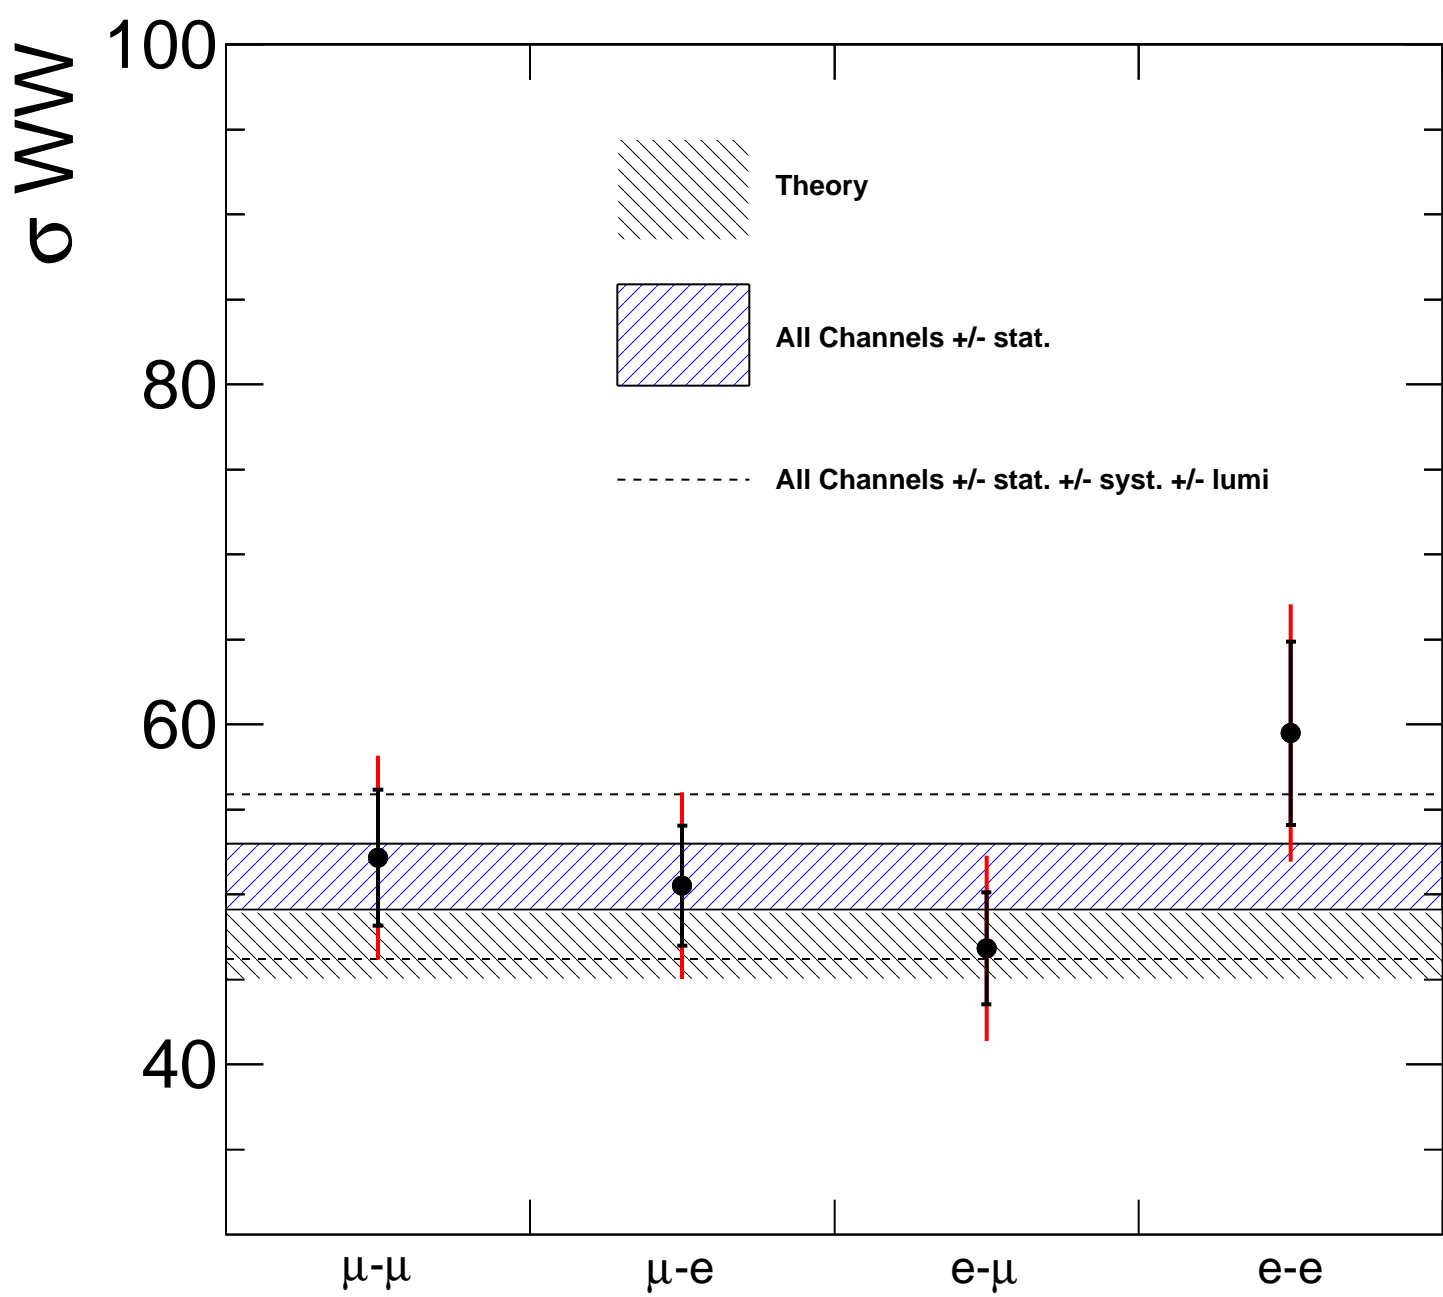 σ WW
100
80
60
40
Theory
All Channels +/- stat.
All Channels +/- stat. +/- syst. +/- lumi
μ-μ
μ-e
e-μ
e-e